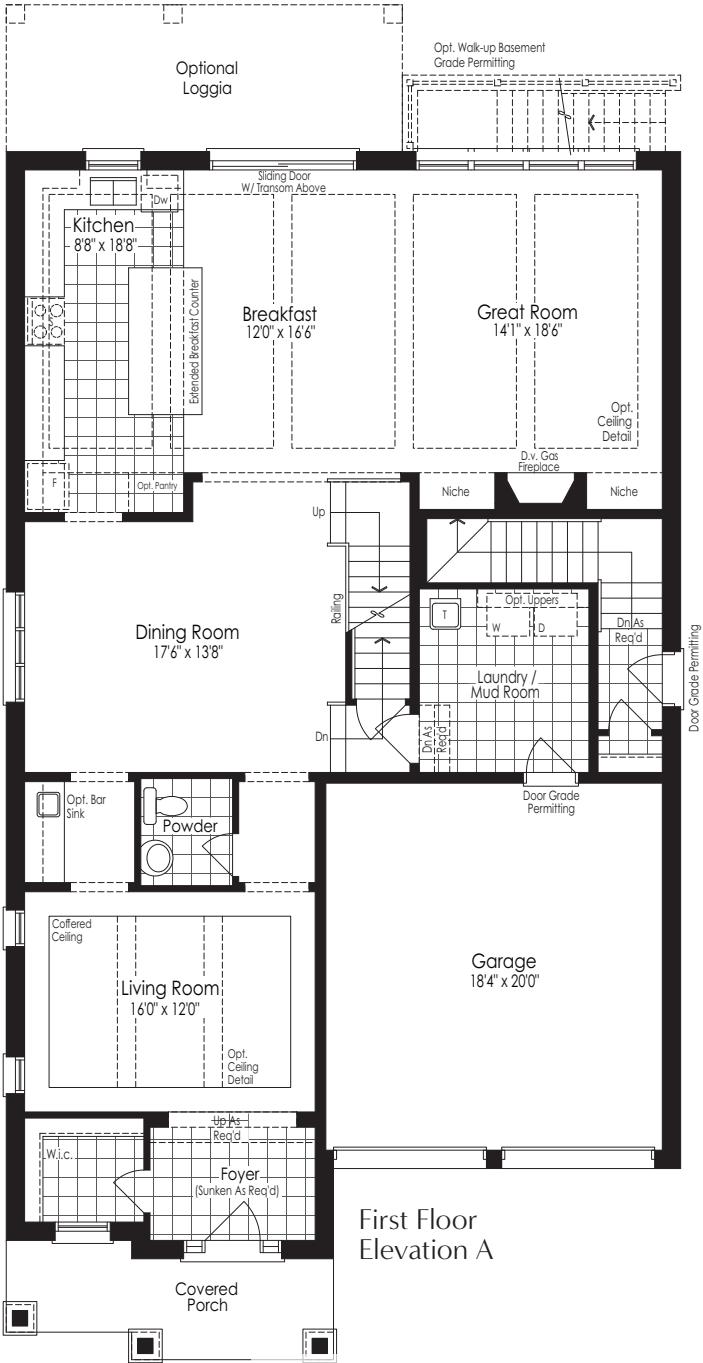 Optional
Loggia
Opt. Walk-up Basement
Grade Permitting
Sliding Door
W/ Transom Above
Dw
Kitchen
8'8" x 18'8"
Extended Breakfast Counter
Breakfast
12'0" x 16'6"
Great Room
14'1" x 18'6"
Opt.
Ceiling
Detail
D.v. Gas
Fireplace
F
Opt. Pantry
Niche
Niche
Up
Railing
Dining Room
17'6" x 13'8"
Dn
T
Opt. Uppers
W
D
Laundry /
Mud Room
Dn As
Req'd
Dn As
Req'd
Door Grade Permitting
Door Grade
Permitting
Opt. Bar
Sink
Powder
Coffered
Ceiling
Living Room
16'0" x 12'0"
Opt.
Ceiling
Detail
Garage
18'4" x 20'0"
Up As
Req'd
W.i.c.
Foyer
(Sunken As Req'd)
First Floor
Elevation A
Covered
Porch